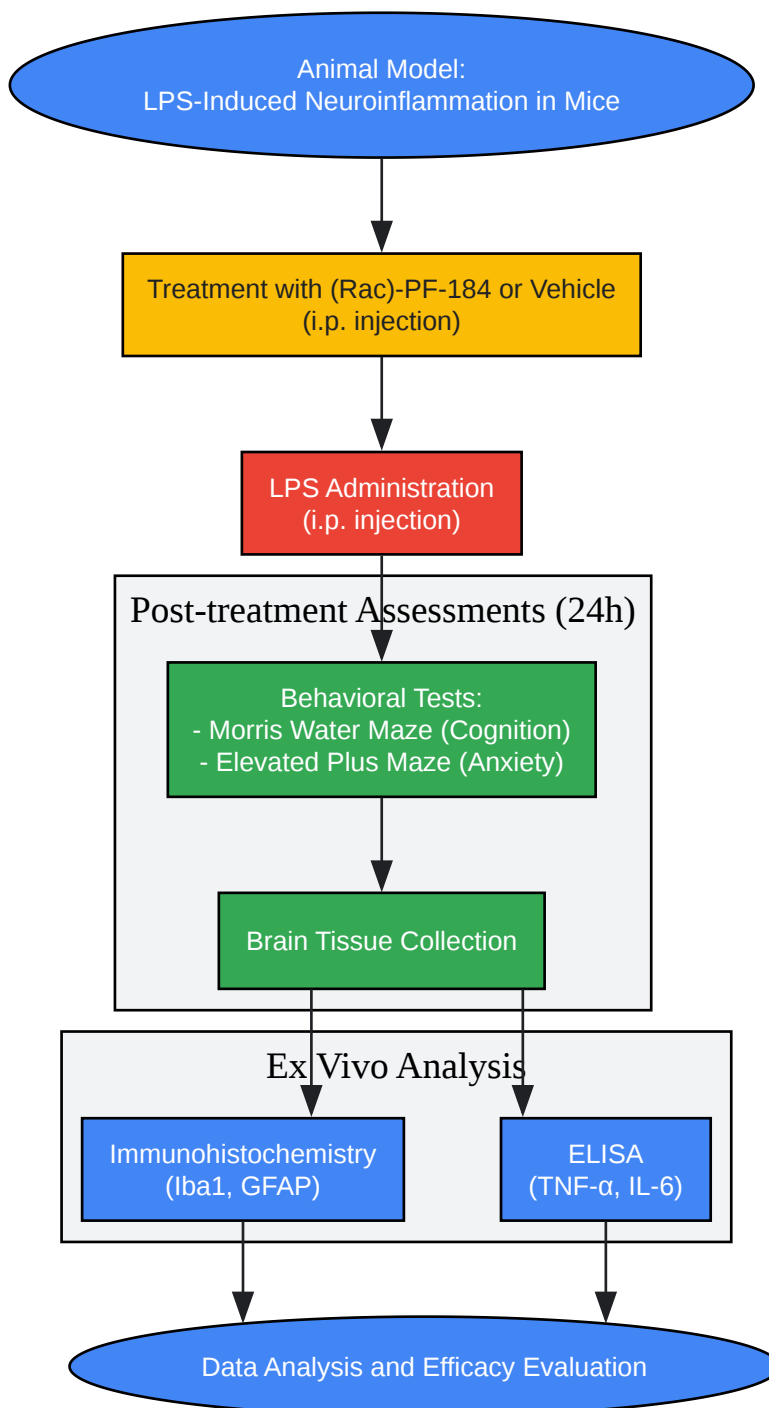 Animal Model:
LPS-Induced Neuroinflammation in Mice
Treatment with (Rac)-PF-184 or Vehicle
(i.p. injection)
LPS Administration
(i.p. injection)
Post-treatment Assessments (24h)
Behavioral Tests:
- Morris Water Maze (Cognition)
- Elevated Plus Maze (Anxiety)
Brain Tissue Collection
Ex Vivo Analysis
Immunohistochemistry
(Iba1, GFAP)
ELISA
(TNF-α, IL-6)
Data Analysis and Efficacy Evaluation